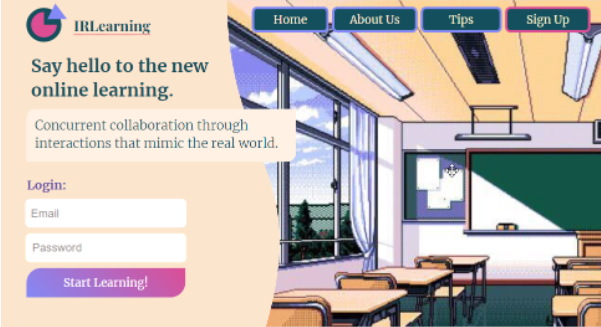 IRLearning
Home
About Us
Tips
Sign Up
Say hello to the new
online learning.
Concurrent collaboration through
interactions that mimic the real world.
Login:
Email
Password
Start Learning!